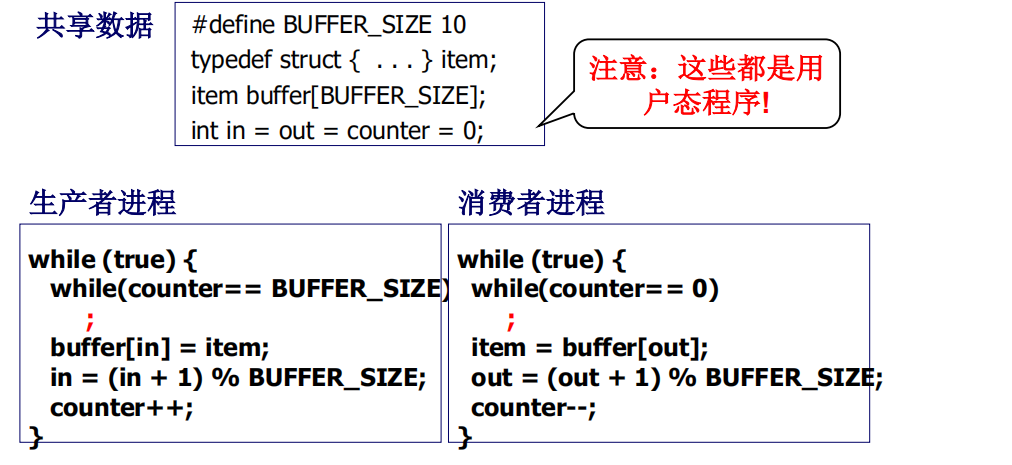 共享数据
#define BUFFER_SIZE 10
typedef struct { ... } item;
item buffer[BUFFER_SIZE];
int in = out = counter = 0;
注意：这些都是用
户态程序!
生产者进程
while (true) {
while(counter== BUFFER_SIZE)
;
buffer[in] = item;
in = (in + 1) % BUFFER_SIZE;
counter++;
}
消费者进程
while (true) {
while(counter== 0)
;
item = buffer[out];
out = (out + 1) % BUFFER_SIZE;
counter--;
}